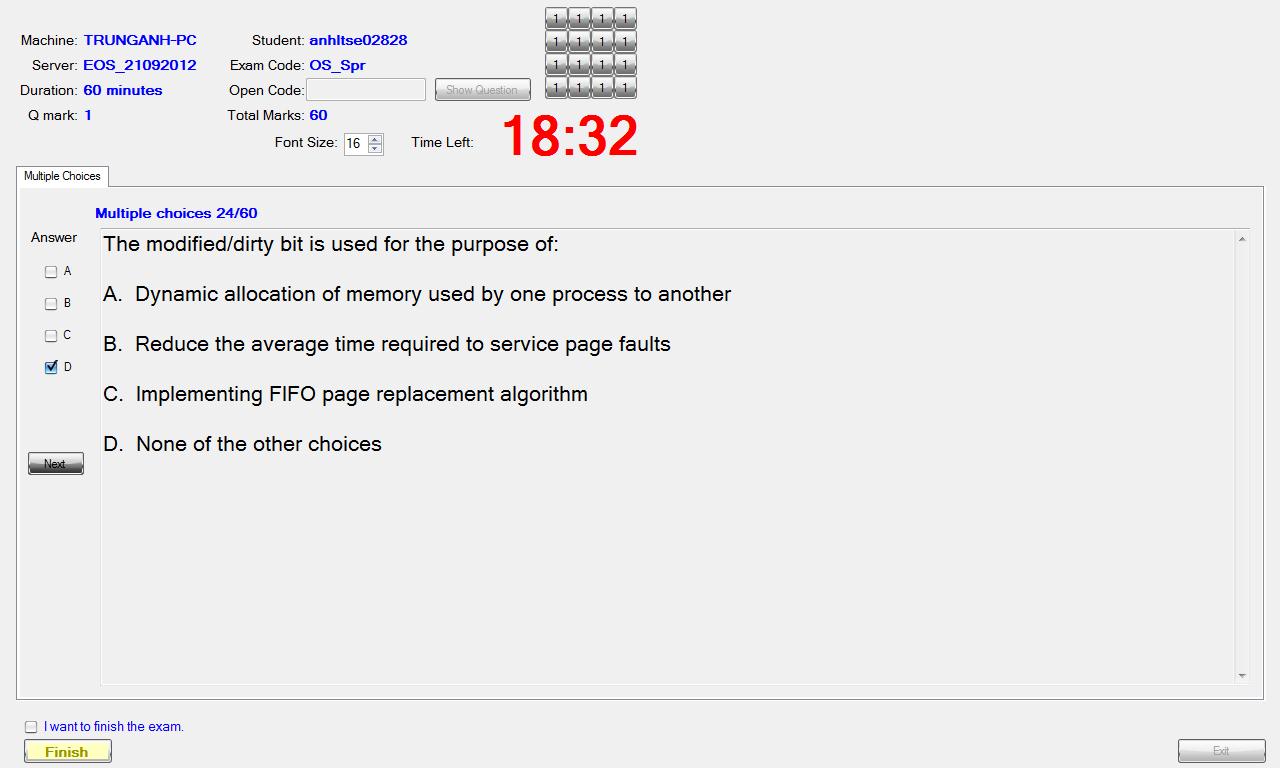 Machine: TRUNGANH-PC Student: anhltse02828
Server: EOS_21092012 Exam Code: OS_Spr
Duration: 60 minutes Open Code: Show Question
Q mark: 1 Total Marks: 60
Font Size: 16 Time Left: 18:32
1 1 1 1
1 1 1 1
1 1 1 1
1 1 1 1
Multiple Choices
Multiple choices 24/60
Answer
A
B
C
D
Next
The modified/dirty bit is used for the purpose of:
A. Dynamic allocation of memory used by one process to another
B. Reduce the average time required to service page faults
C. Implementing FIFO page replacement algorithm
D. None of the other choices
I want to finish the exam.
Finish
Exit